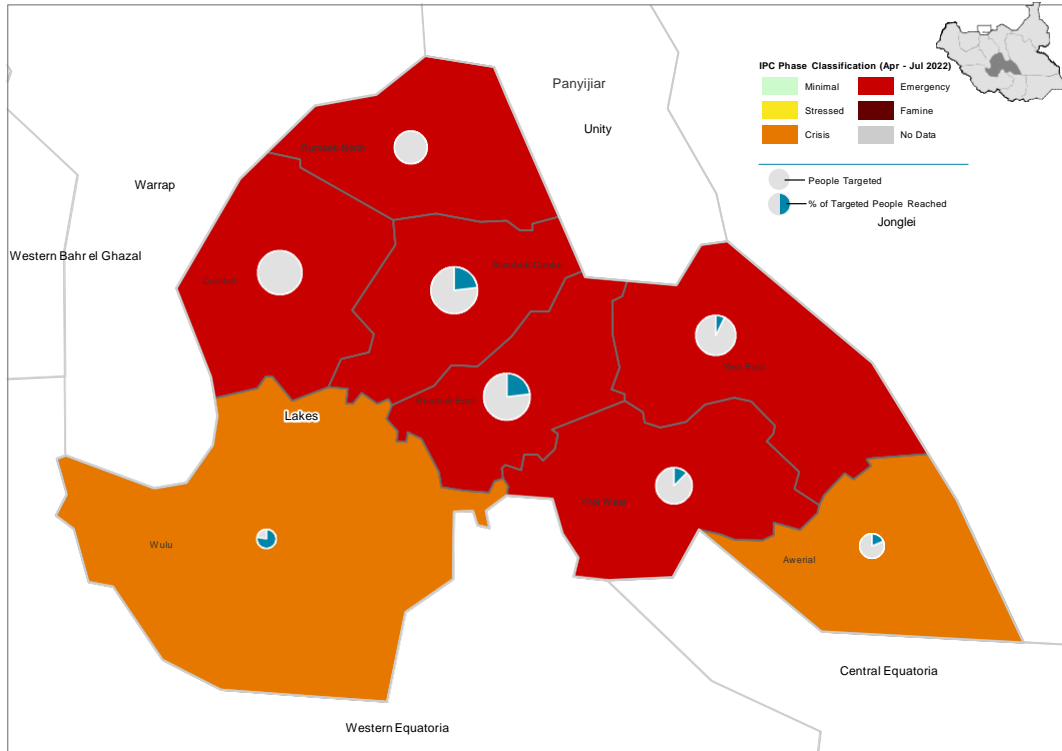 Panyijiar
Unity
IPC Phase Classification (Apr - Jul 2022)
Minimal
Emergency
Stressed
Famine
Crisis
No Data
People Targeted
% of Targeted People Reached
Jonglei
Rumbek North
Warrap
Western Bahr el Ghazal
Cueibet
Rumbek Centre
Yirol East
Rumbek East
Lakes
Yirol West
Wulu
Awerial
Central Equatoria
Western Equatoria